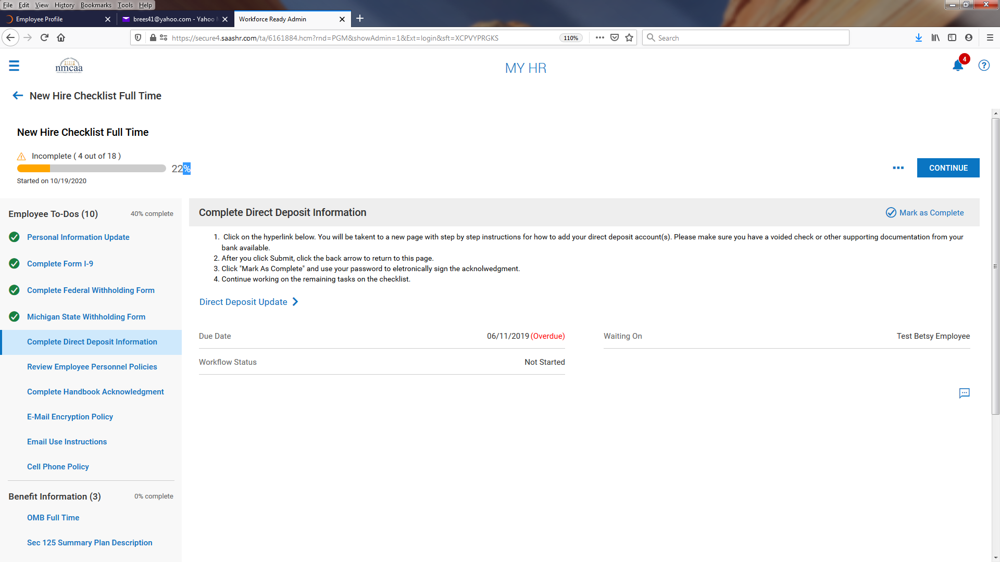 File Edit View History Bookmarks Tools Help
Employee Profile
brees41@yahoo.com - Yahoo
Workforce Ready Admin
https://secure4.saashr.com/ta/6161884.hcm?rnd=PGM&showAdmin=1&Ext=login&sft=XCPVYPRGKS
110%
Search
nmcaa
MY HR
4
?
New Hire Checklist Full Time
New Hire Checklist Full Time
Incomplete ( 4 out of 18 )
22%
Started on 10/19/2020
CONTINUE
Employee To-Dos (10)
40% complete
Personal Information Update
Complete Form I-9
Complete Federal Withholding Form
Michigan State Withholding Form
Complete Direct Deposit Information
Review Employee Personnel Policies
Complete Handbook Acknowledgment
E-Mail Encryption Policy
Email Use Instructions
Cell Phone Policy
Benefit Information (3)
0% complete
OMB Full Time
Sec 125 Summary Plan Description
Complete Direct Deposit Information
Mark as Complete
1. Click on the hyperlink below. You will be takent to a new page with step by step instructions for how to add your direct deposit account(s). Please make sure you have a voided check or other supporting documentation from your
bank available.
2. After you click Submit, click the back arrow to return to this page.
3. Click "Mark As Complete" and use your password to eletronically sign the acknolwedgment.
4. Continue working on the remaining tasks on the checklist.
Direct Deposit Update
Due Date
06/11/2019 (Overdue)
Waiting On
Test Betsy Employee
Workflow Status
Not Started